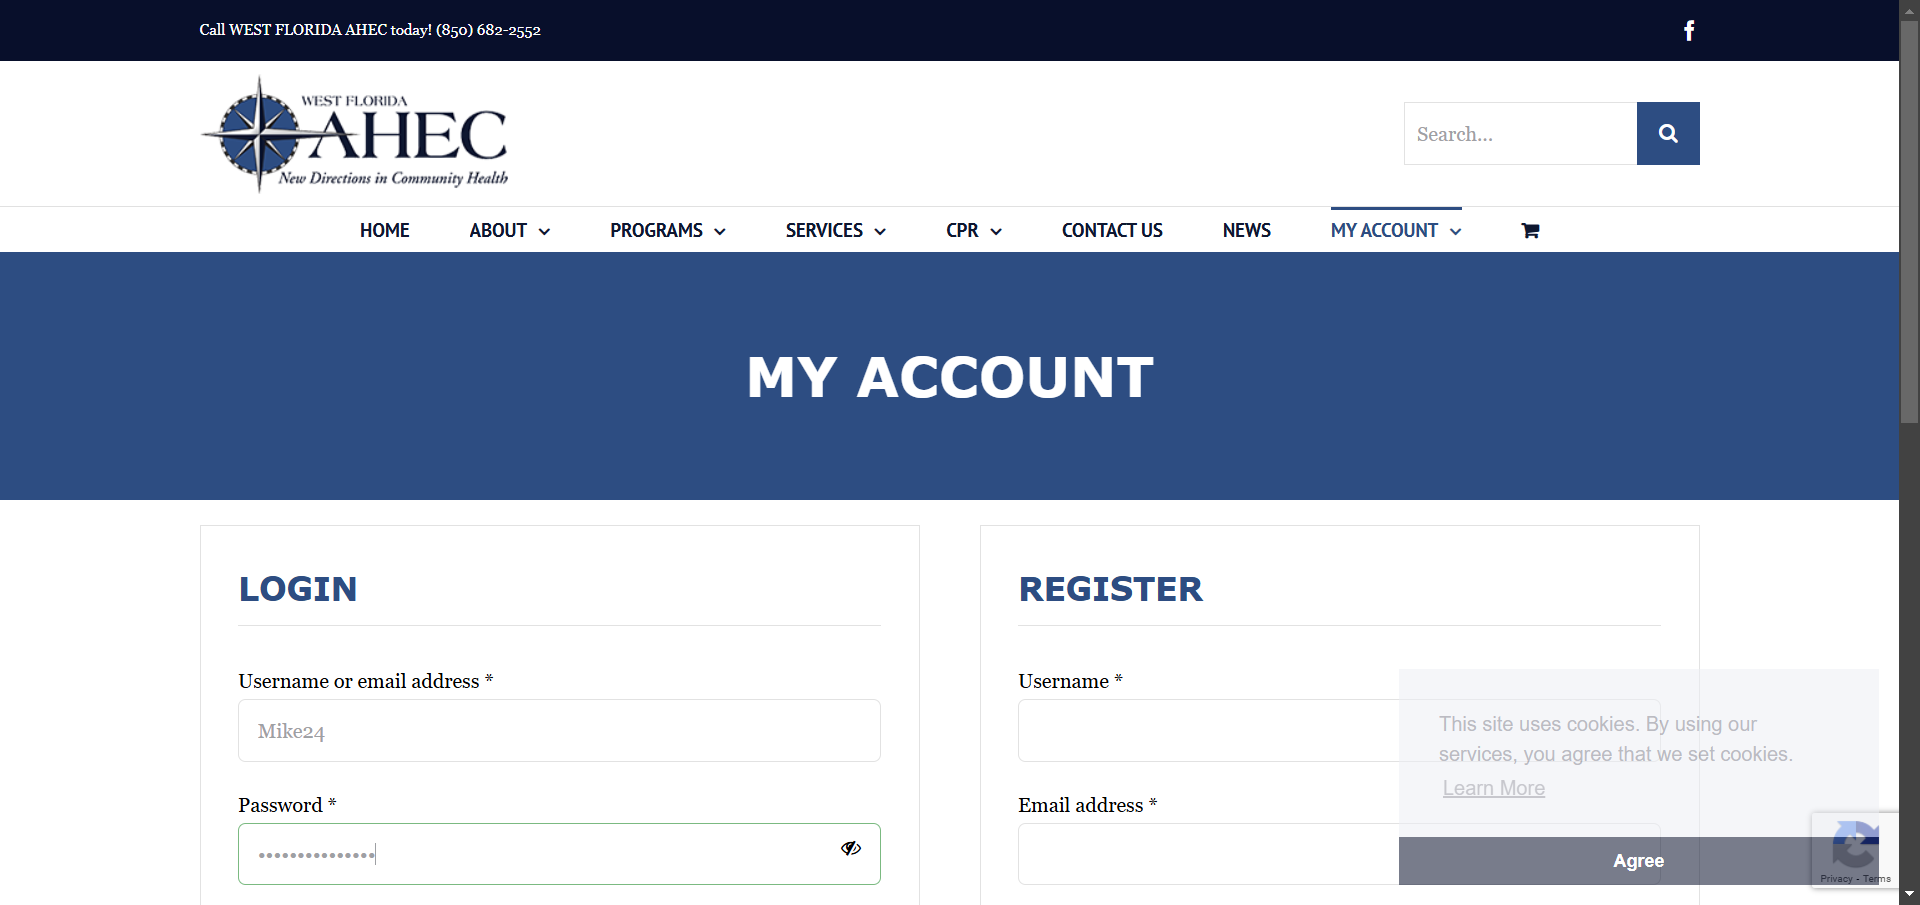 Call WEST FLORIDA AHEC today! (850) 682-2552
WEST FLORIDA
AHEC
New Directions in Community Health
Search...
HOME ABOUT PROGRAMS SERVICES CPR CONTACT US NEWS MY ACCOUNT
MY ACCOUNT
LOGIN
Username or email address *
Mike24
Password *
•••••••••••••••
REGISTER
Username *
Email address *
This site uses cookies. By using our
services, you agree that we set cookies.
Learn More
Agree
Privacy - Terms